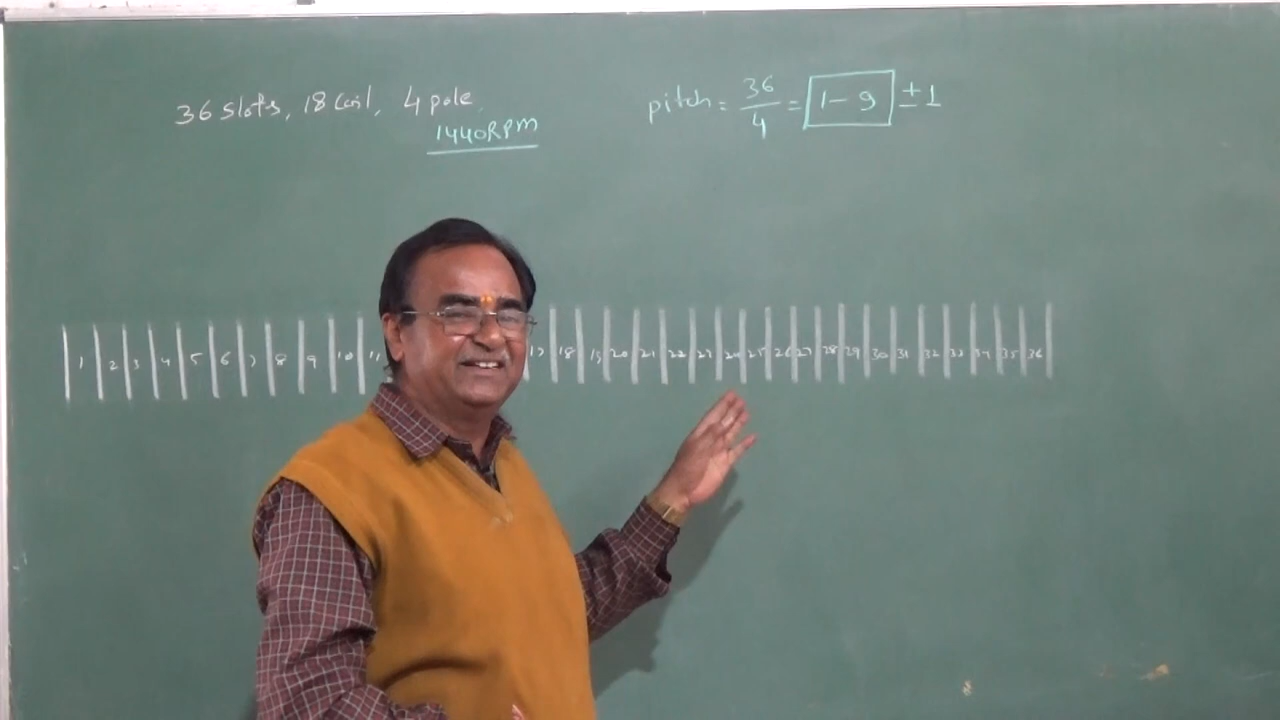 36 Slots, 18 Coil, 4 pole
1440RPM
pitch = 36/4 = 1-9 ±1
1 2 3 4 5 6 7 8 9 10 11 17 18 19 20 21 22 23 24 25 26 27 28 29 30 31 32 33 34 35 36